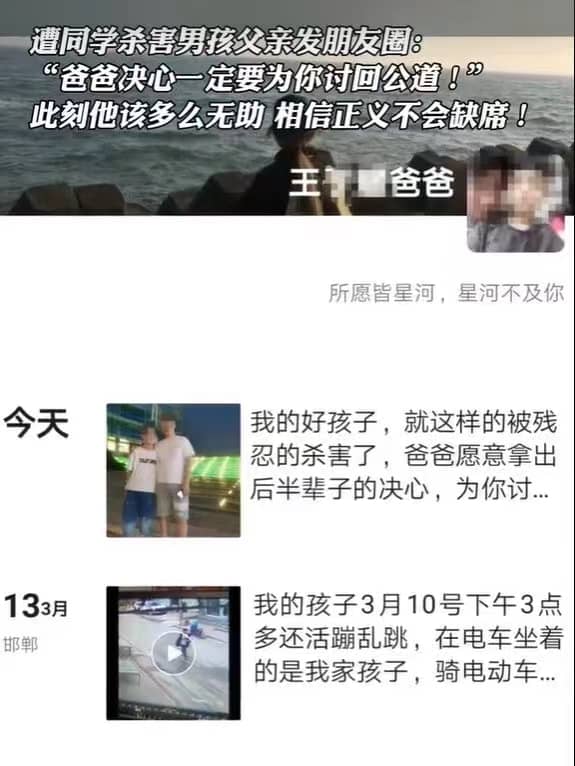 遭同学杀害男孩父亲发朋友圈：
“爸爸决心一定要为你讨回公道！”
此刻他该多么无助 相信正义不会缺席！
王 爸爸
所愿皆星河，星河不及你
今天
我的好孩子，就这样的被残
忍的杀害了，爸爸愿意拿出
后半辈子的决心，为你讨...
13 3月
邯郸
我的孩子3月10号下午3点
多还活蹦乱跳，在电车坐着
的是我家孩子，骑电动车...